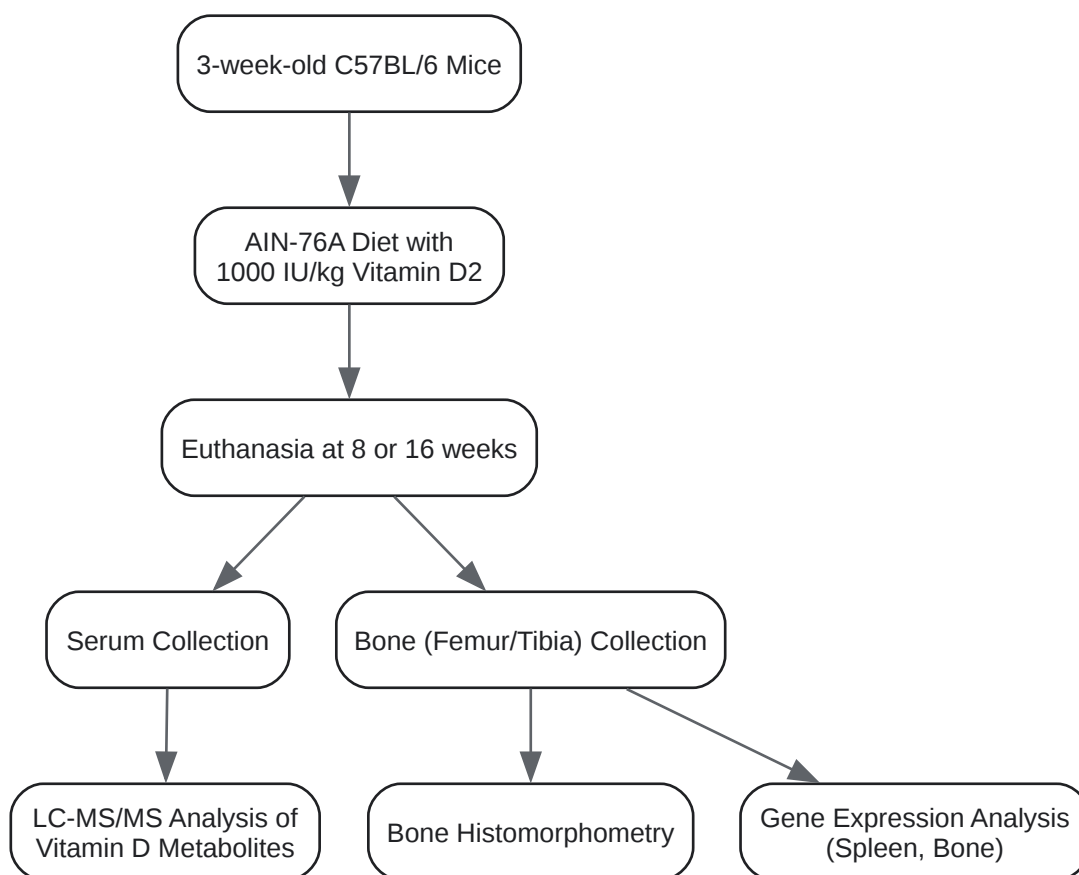 3-week-old C57BL/6 Mice
AIN-76A Diet with
1000 IU/kg Vitamin D2
Euthanasia at 8 or 16 weeks
Serum Collection
Bone (Femur/Tibia) Collection
LC-MS/MS Analysis of
Vitamin D Metabolites
Bone Histomorphometry
Gene Expression Analysis
(Spleen, Bone)